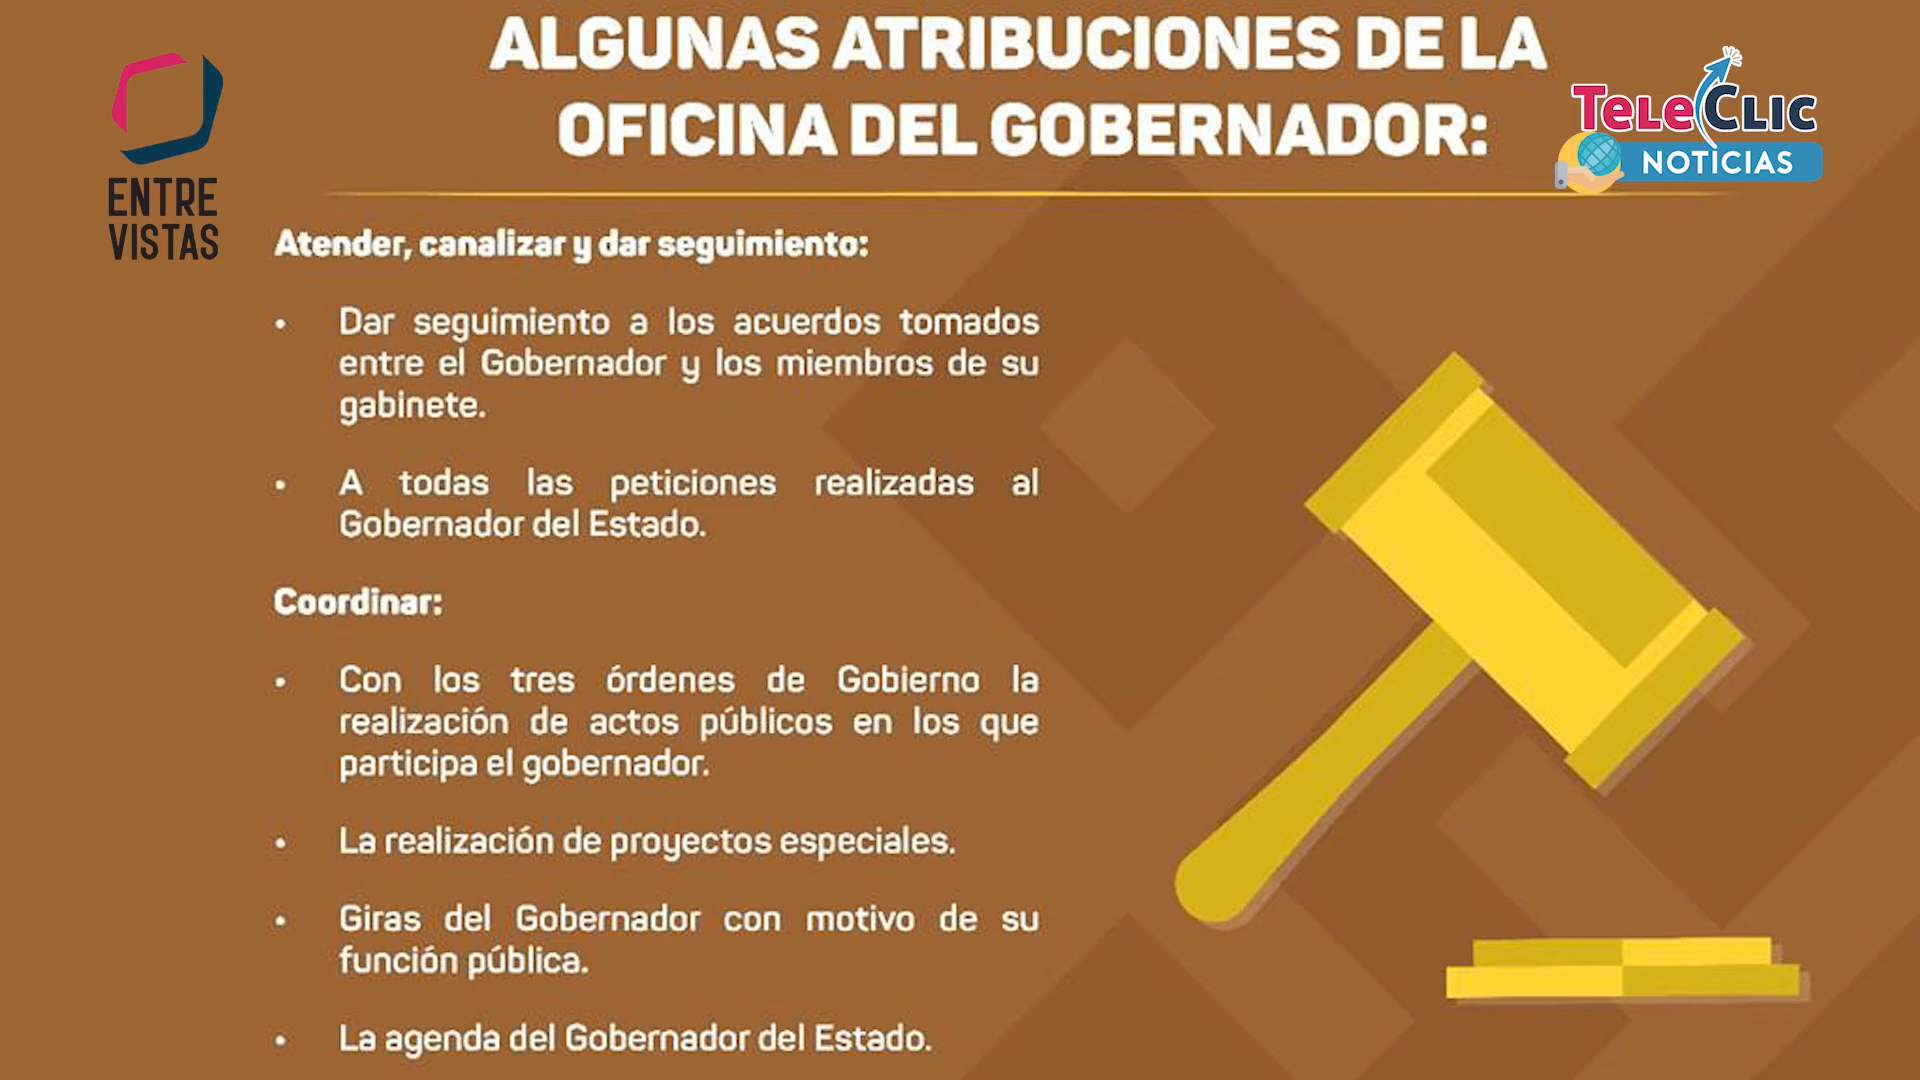 ALGUNAS ATRIBUCIONES DE LA
OFICINA DEL GOBERNADOR:
TELECLIC
NOTICIAS
ENTRE
VISTAS
Atender, canalizar y dar seguimiento:
• Dar seguimiento a los acuerdos tomados
entre el Gobernador y los miembros de su
gabinete.
• A todas las peticiones realizadas al
Gobernador del Estado.
Coordinar:
• Con los tres órdenes de Gobierno la
realización de actos públicos en los que
participa el gobernador.
• La realización de proyectos especiales.
• Giras del Gobernador con motivo de su
función pública.
• La agenda del Gobernador del Estado.